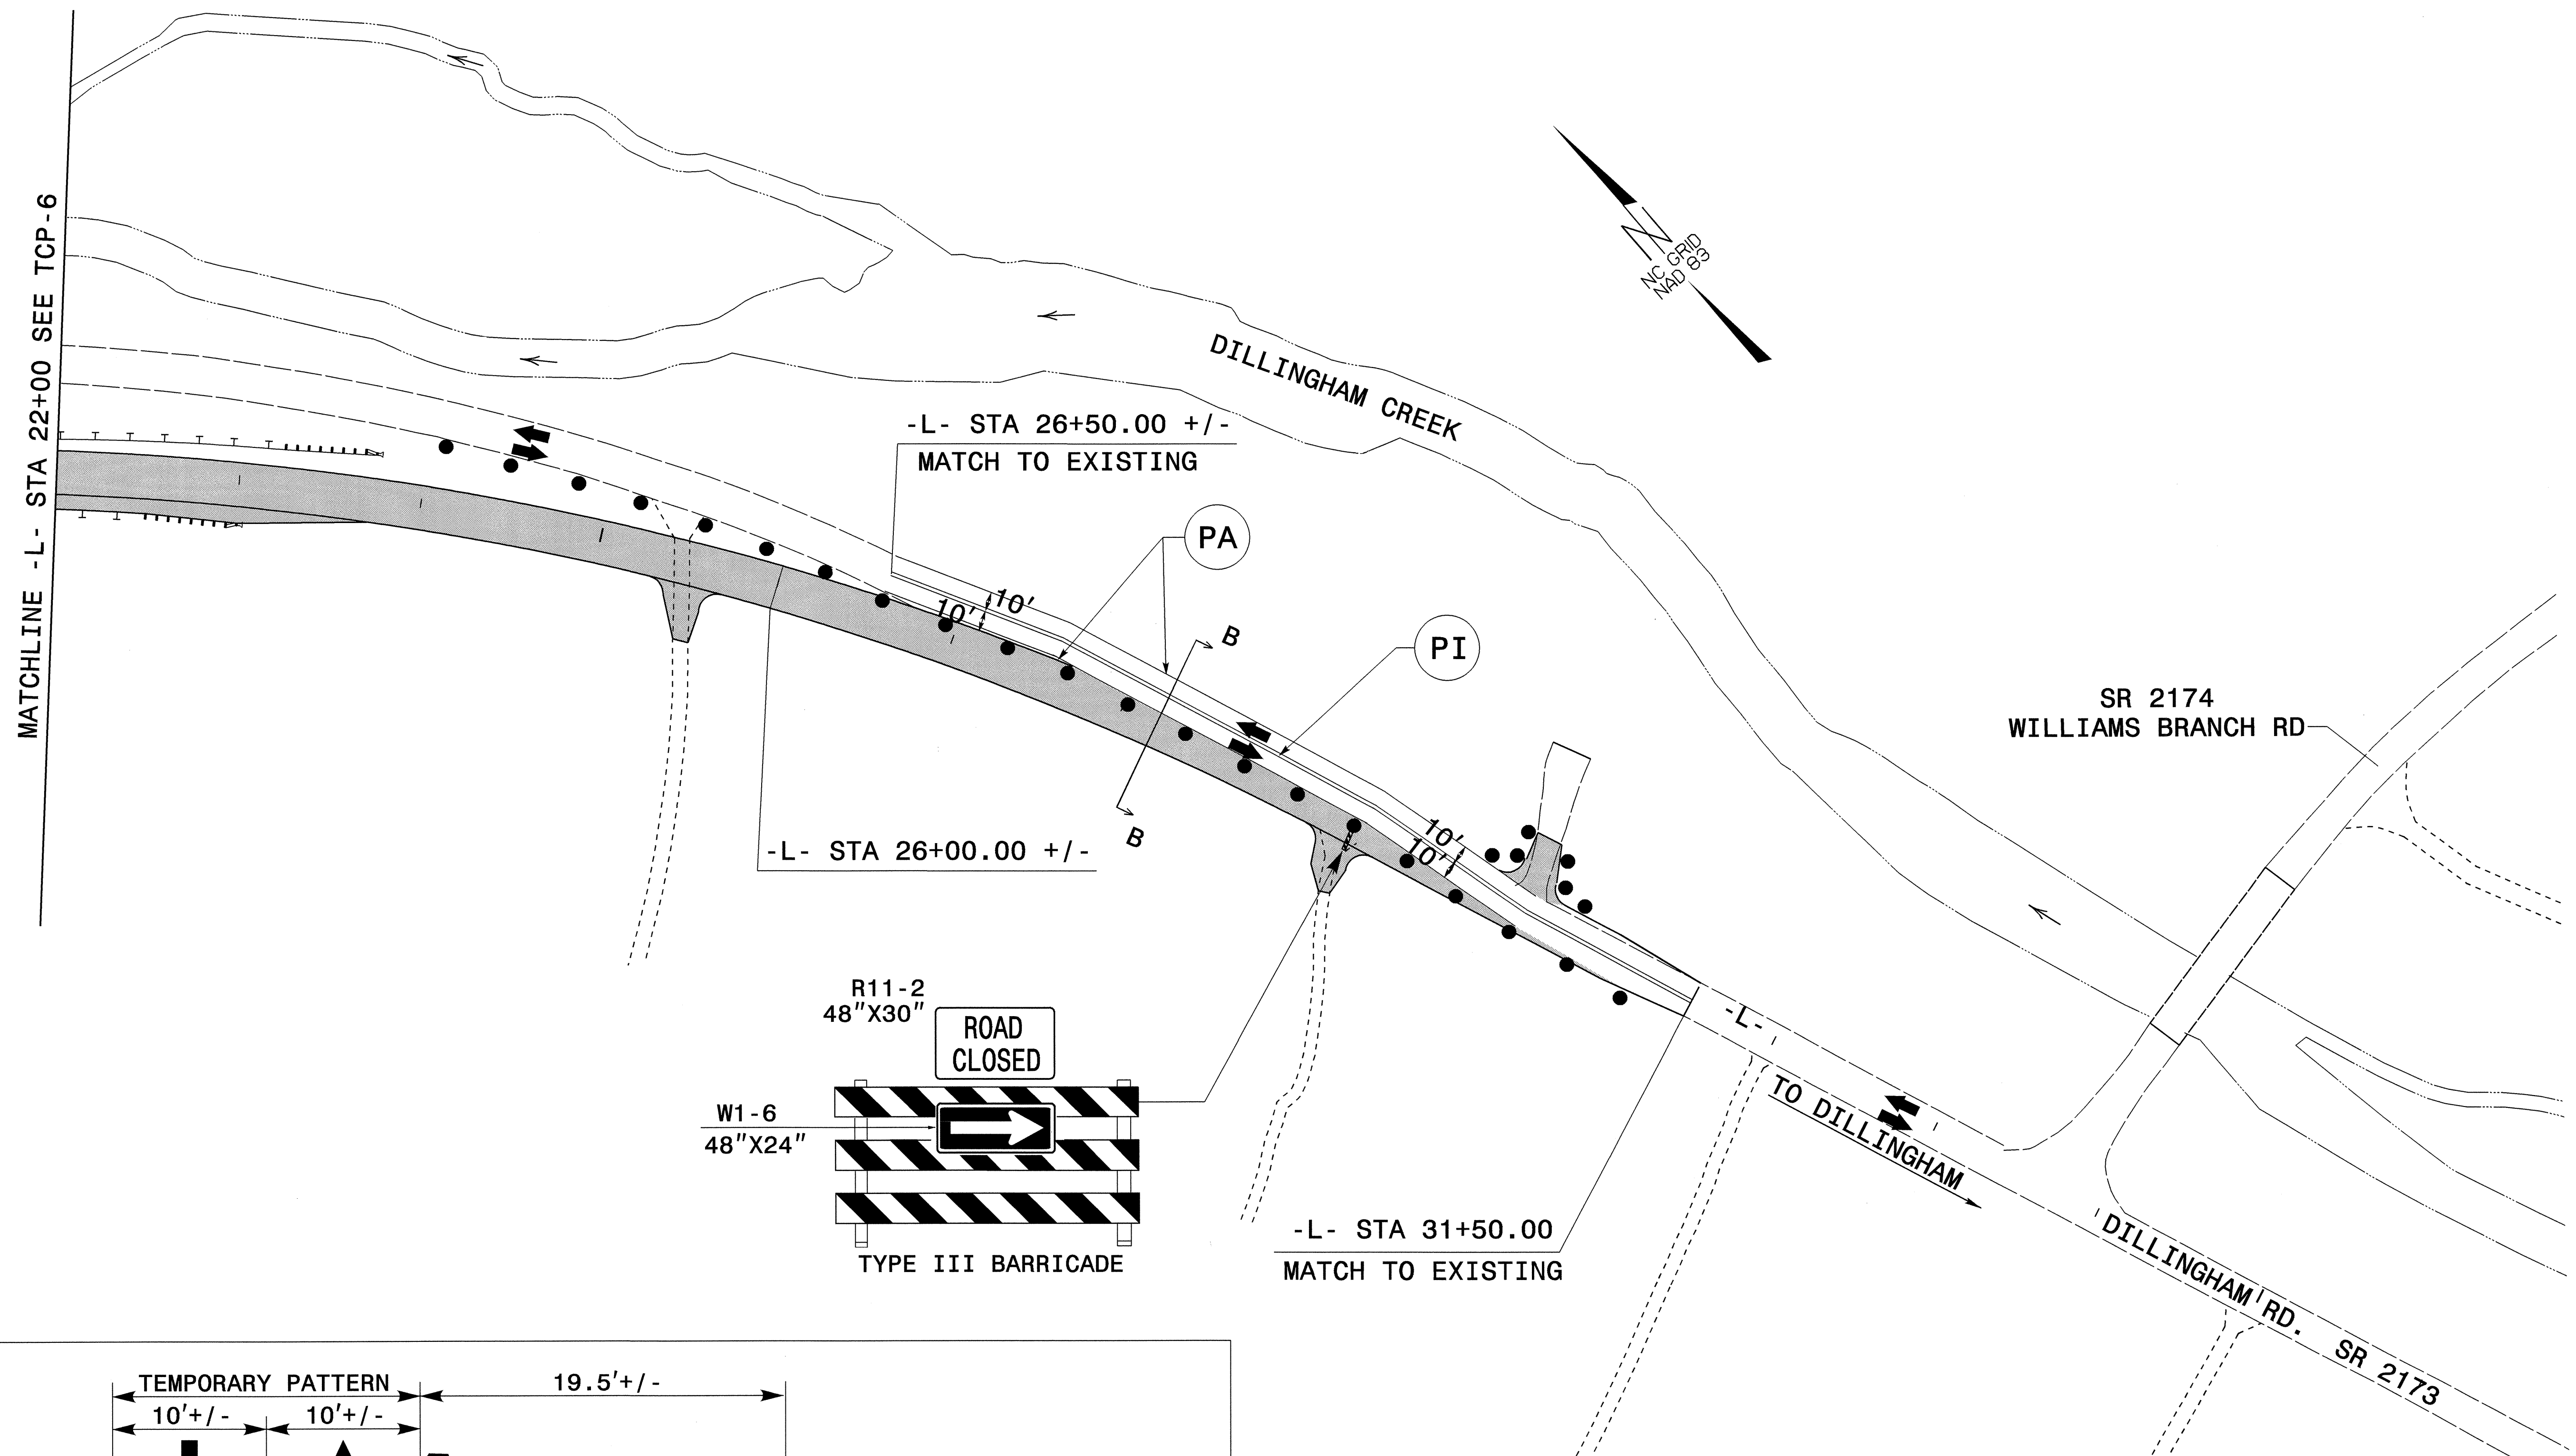 MATCHLINE -L- STA 22+00 SEE TCP-6
NC GRID
NAD 83
DILLINGHAM CREEK
-L- STA 26+50.00 +/-
MATCH TO EXISTING
PA
10'
10'
B
PI
SR 2174
WILLIAMS BRANCH RD
-L- STA 26+00.00 +/-
B
10'
10'
R11-2
48"X30"
ROAD
CLOSED
W1-6
48"X24"
TYPE III BARRICADE
-L-
TO DILLINGHAM
-L- STA 31+50.00
MATCH TO EXISTING
DILLINGHAM RD. SR 2173
TEMPORARY PATTERN
19.5'+/-
10'+/-
10'+/-